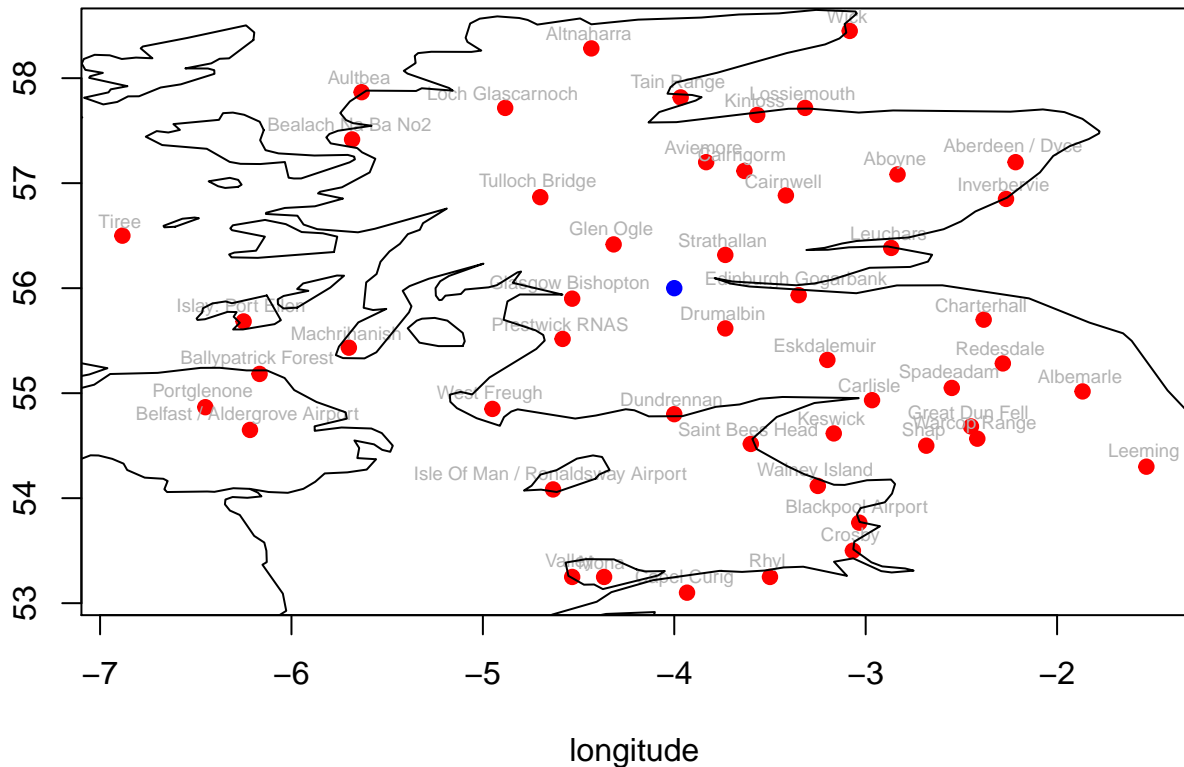 Wick
Altnaharra
58
Aultbea
Tain Range
Loch Glascarnoch
Kinloss
Lossiemouth
Bealach Na Ba No2
Aviemore
Cairngorm
Aboyne
Aberdeen / Dyce
57
Tulloch Bridge
Cairnwell
Inverbervie
Tiree
Glen Ogle
Strathallan
Leuchars
56
Glasgow Bishopton
Edinburgh Gogarbank
Islay: Port Ellen
Prestwick RNAS
Drumalbin
Charterhall
Machrihanish
Eskdalemuir
Redesdale
Ballypatrick Forest
Spadeadam
Albemarle
55
Portglenone
West Freugh
Dundrennan
Carlisle
Belfast / Aldergrove Airport
Saint Bees Head
Keswick
Great Dun Fell
Warcop Range
Shap
Leeming
Isle Of Man / Ronaldsway Airport
Walney Island
54
Blackpool Airport
Crosby
Valley
Mona
Capel Curig
Rhyl
53
−7 −6 −5 −4 −3 −2
longitude